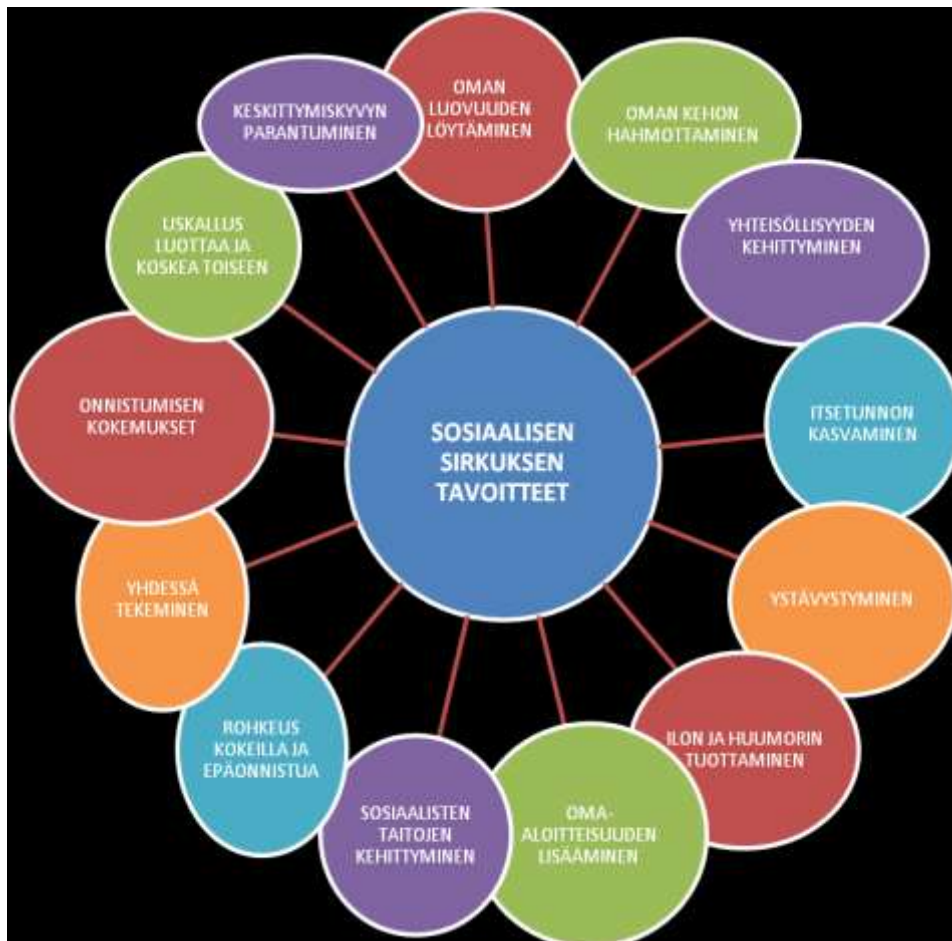 OMAN
LUOVUUDEN
LÖYTÄMINEN
OMAN KEHON
HAHMOTTAMINEN
YHTEISÖLLISYYDEN
KEHITTYMINEN
ITSETUNNON
KASVAMINEN
YSTÄVYSTYMINEN
ILON JA HUUMORIN
TUOTTAMINEN
OMA-
ALOITTEISUUDEN
LISÄÄMINEN
SOSIAALISTEN
TAITOJEN
KEHITTYMINEN
ROHKEUS
KOKEILLA JA
EPÄONNISTUA
YHDESSÄ
TEKEMINEN
ONNISTUMISEN
KOKEMUKSET
USKALLUS
LUOTTAA JA
KOSKEA TOISEEN
KESKITTYMISKYVYN
PARANTUMINEN
SOSIAALISEN
SIRKUKSEN
TAVOITTEET